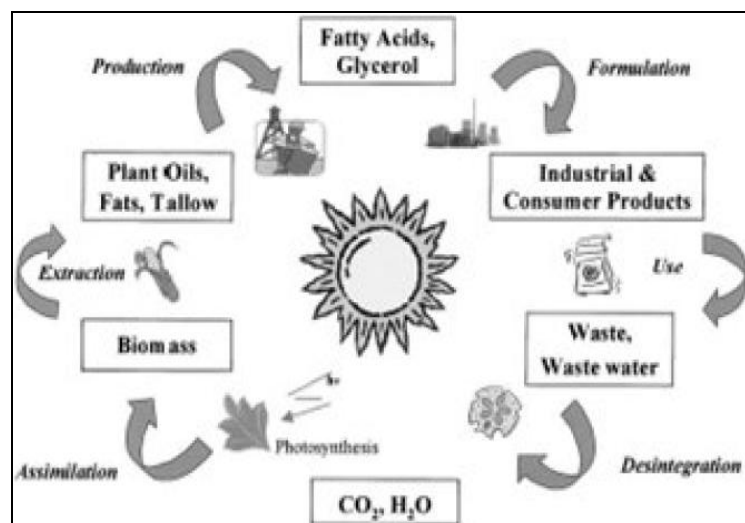 Fatty Acids,
Glycerol
Production
Formulation
Plant Oils,
Fats, Tallow
Industrial &
Consumer Products
Extraction
Use
Biomass
Waste,
Waste water
Photosynthesis
Assimilation
Desintegration
CO₂, H₂O